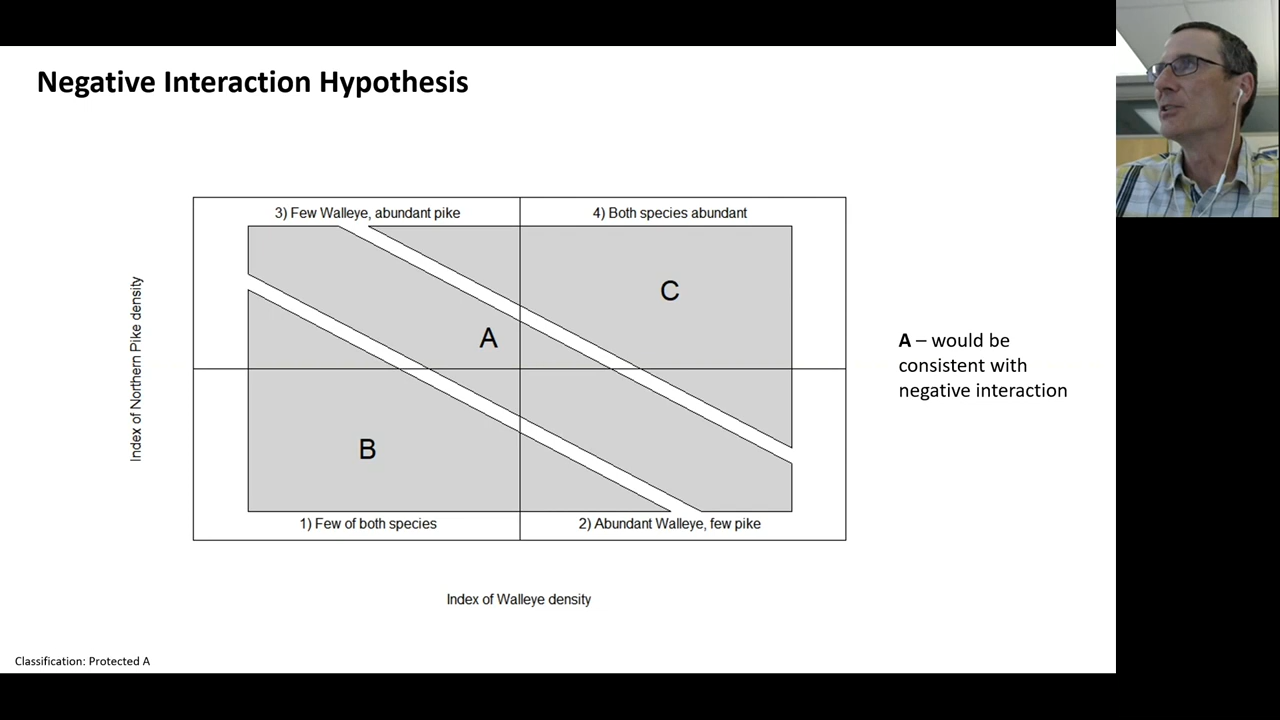 Negative Interaction Hypothesis
3) Few Walleye, abundant pike
4) Both species abundant
C
A
B
Index of Northern Pike density
A – would be
consistent with
negative interaction
1) Few of both species
2) Abundant Walleye, few pike
Index of Walleye density
Classification: Protected A